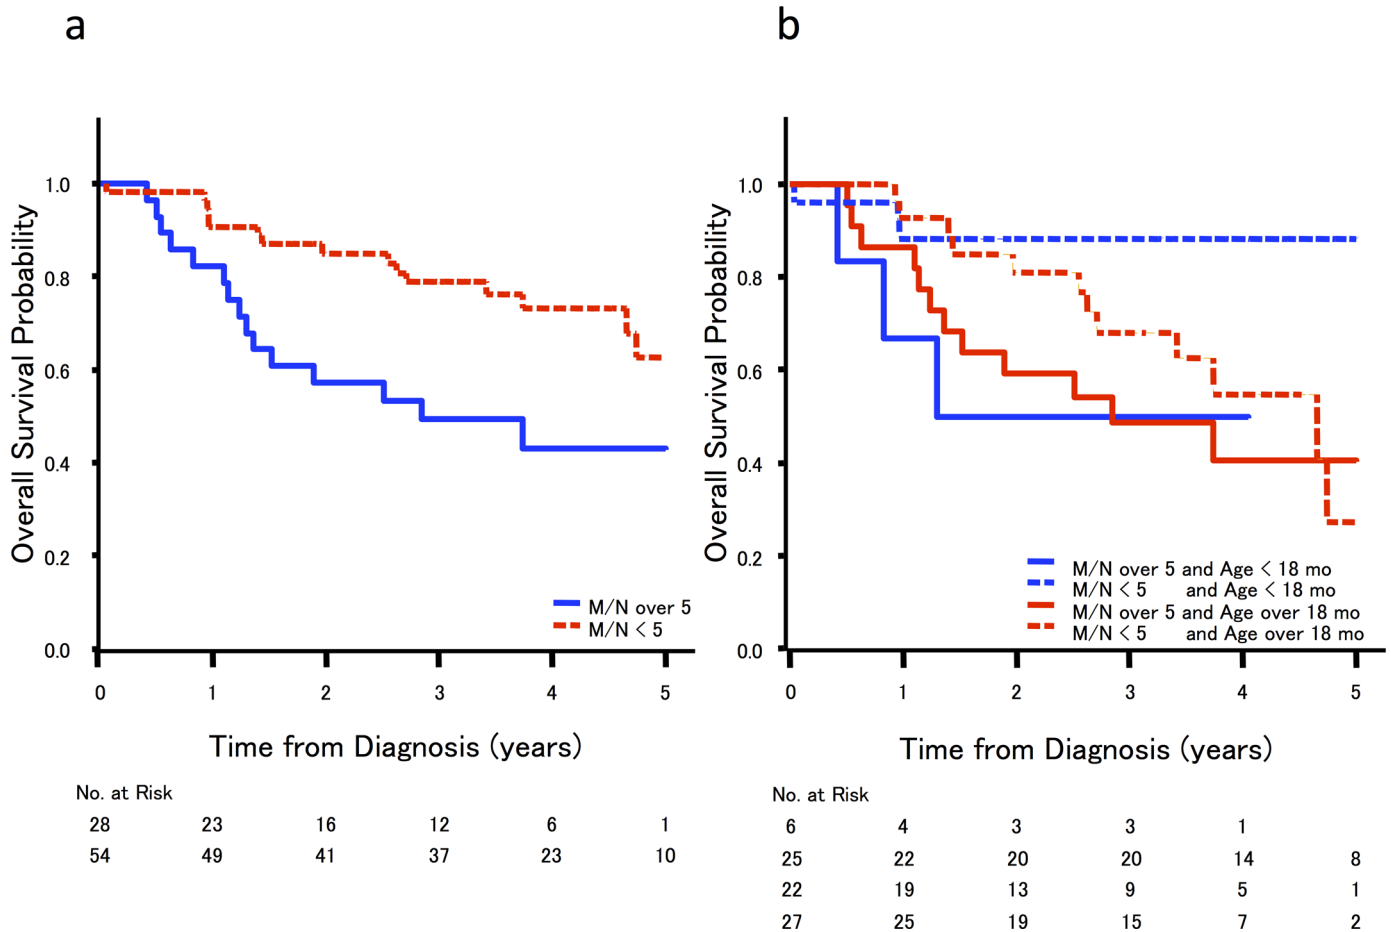 a
Overall Survival Probability
1.0
0.8
0.6
0.4
0.2
0.0
M/N over 5
M/N < 5
0 1 2 3 4 5
Time from Diagnosis (years)
No. at Risk
28 23 16 12 6 1
54 49 41 37 23 10
b
Overall Survival Probability
1.0
0.8
0.6
0.4
0.2
0.0
M/N over 5 and Age < 18 mo
M/N < 5 and Age < 18 mo
M/N over 5 and Age over 18 mo
M/N < 5 and Age over 18 mo
0 1 2 3 4 5
Time from Diagnosis (years)
No. at Risk
6 4 3 3 1
25 22 20 20 14 8
22 19 13 9 5 1
27 25 19 15 7 2